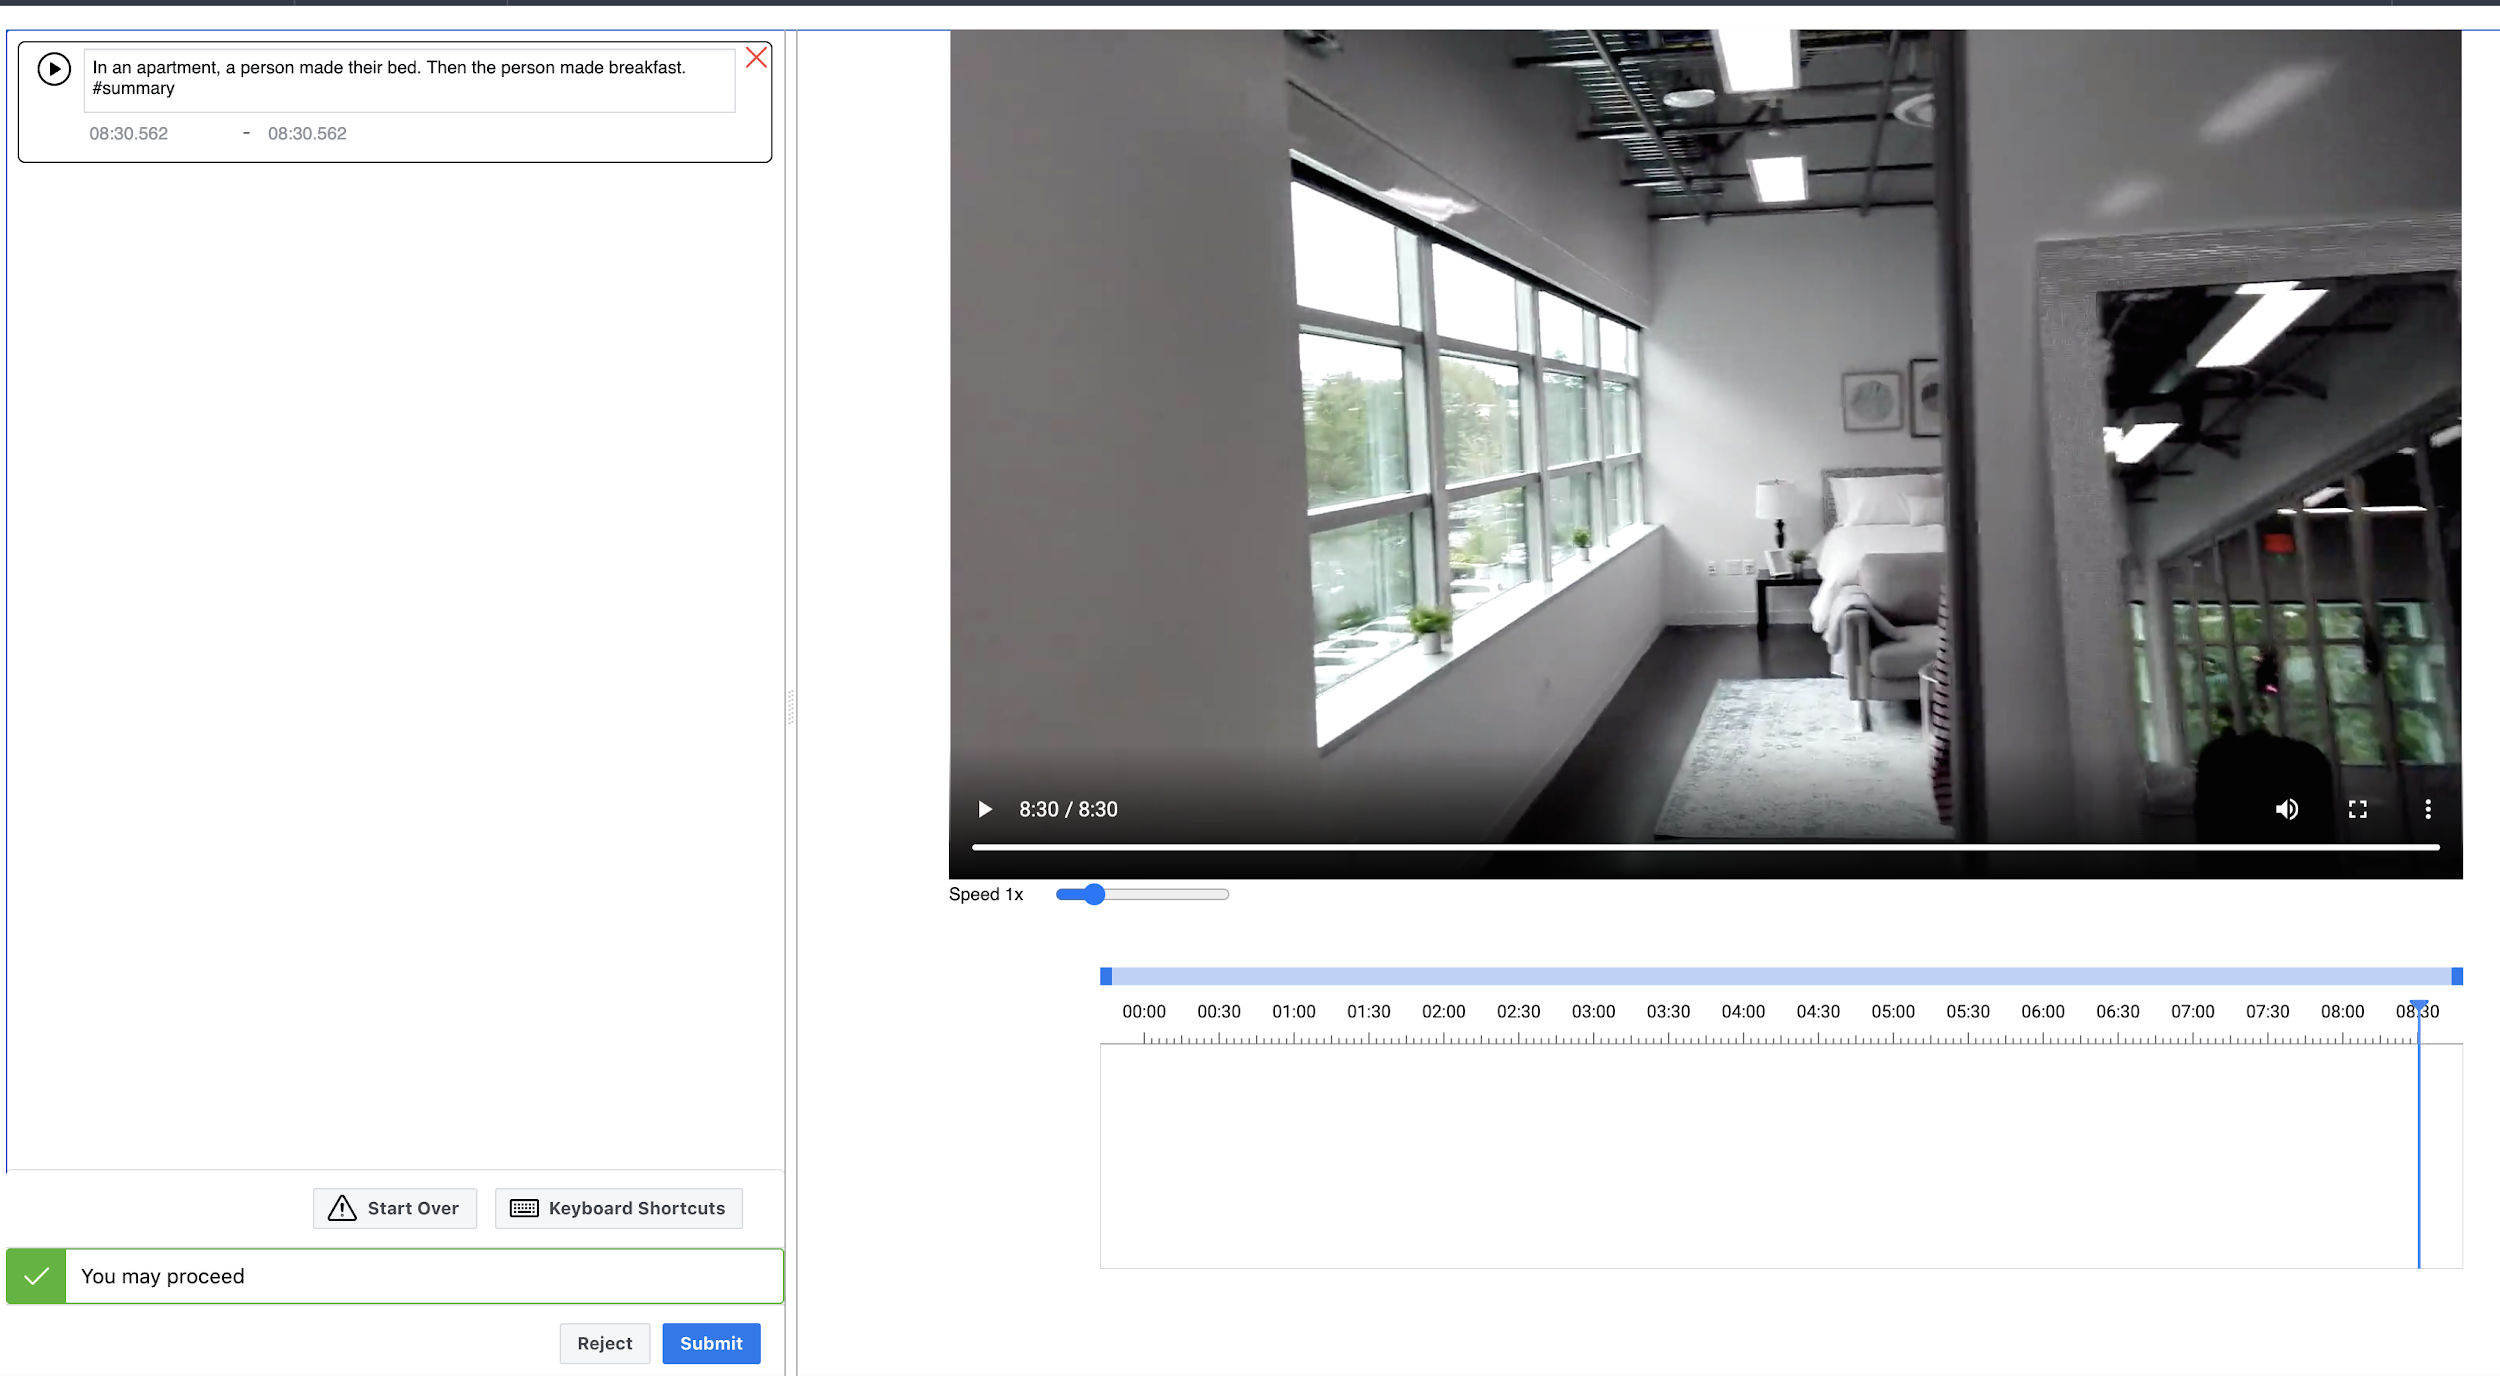 In an apartment, a person made their bed. Then the person made breakfast.
#summary
08:30.562 - 08:30.562
8:30 / 8:30
Speed 1x
00:00 00:30 01:00 01:30 02:00 02:30 03:00 03:30 04:00 04:30 05:00 05:30 06:00 06:30 07:00 07:30 08:00 08:30
Start Over Keyboard Shortcuts
You may proceed
Reject Submit